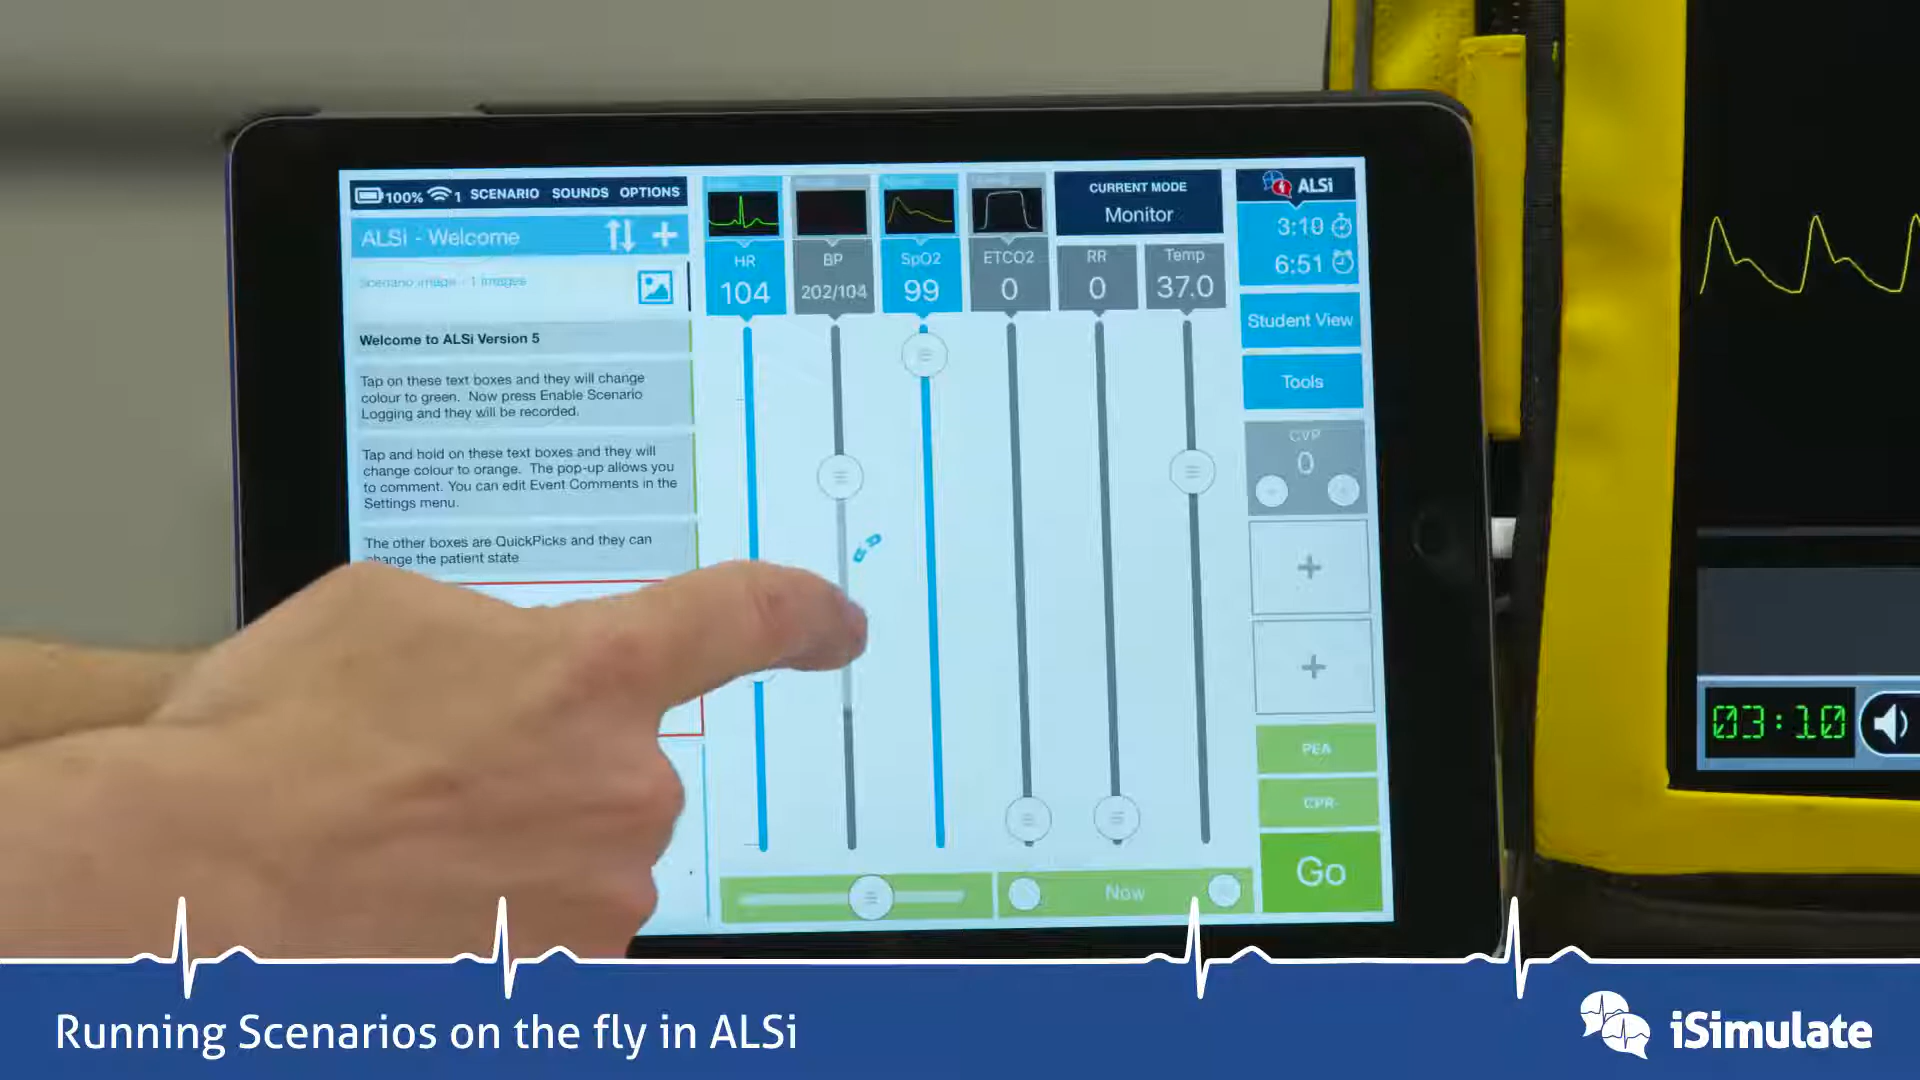 100%
1
SCENARIO
SOUNDS
OPTIONS
ALSi - Welcome
Scenario image - 1 images
Welcome to ALSi Version 5
Tap on these text boxes and they will change
colour to green. Now press Enable Scenario
Logging and they will be recorded.
Tap and hold on these text boxes and they will
change colour to orange. The pop-up allows you
to comment. You can edit Event Comments in the
Settings menu.
The other boxes are QuickPicks and they can
change the patient state
HR
104
BP
202/104
SpO2
99
ETCO2
0
RR
0
Temp
37.0
CURRENT MODE
Monitor
ALSi
3:10
6:51
Student View
Tools
CVP
0
+
+
PEA
CPR
Go
Now
03:10
Running Scenarios on the fly in ALSi
iSimulate